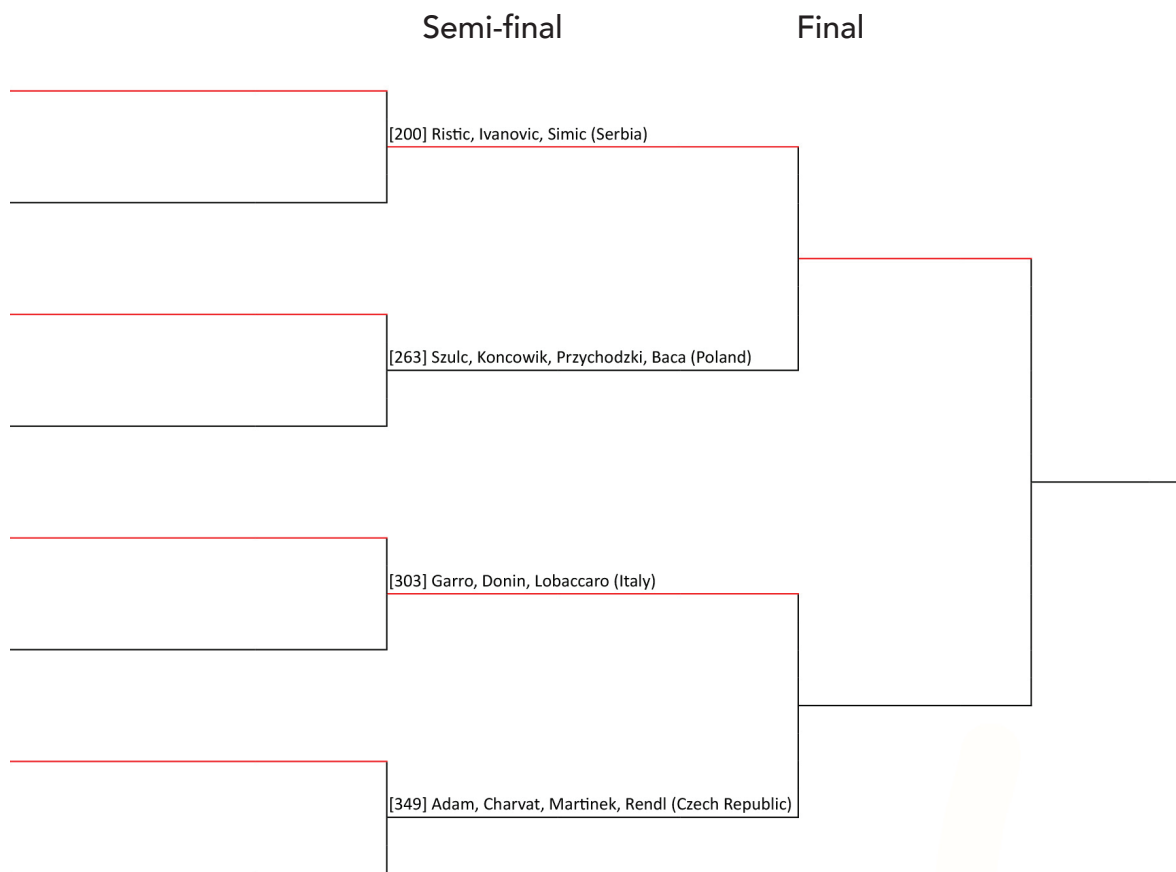 Semi-final
Final
[200] Ristic, Ivanovic, Simic (Serbia)
[263] Szulc, Koncowik, Przychodzki, Baca (Poland)
[303] Garro, Donin, Lobaccaro (Italy)
[349] Adam, Charvat, Martinek, Rendl (Czech Republic)